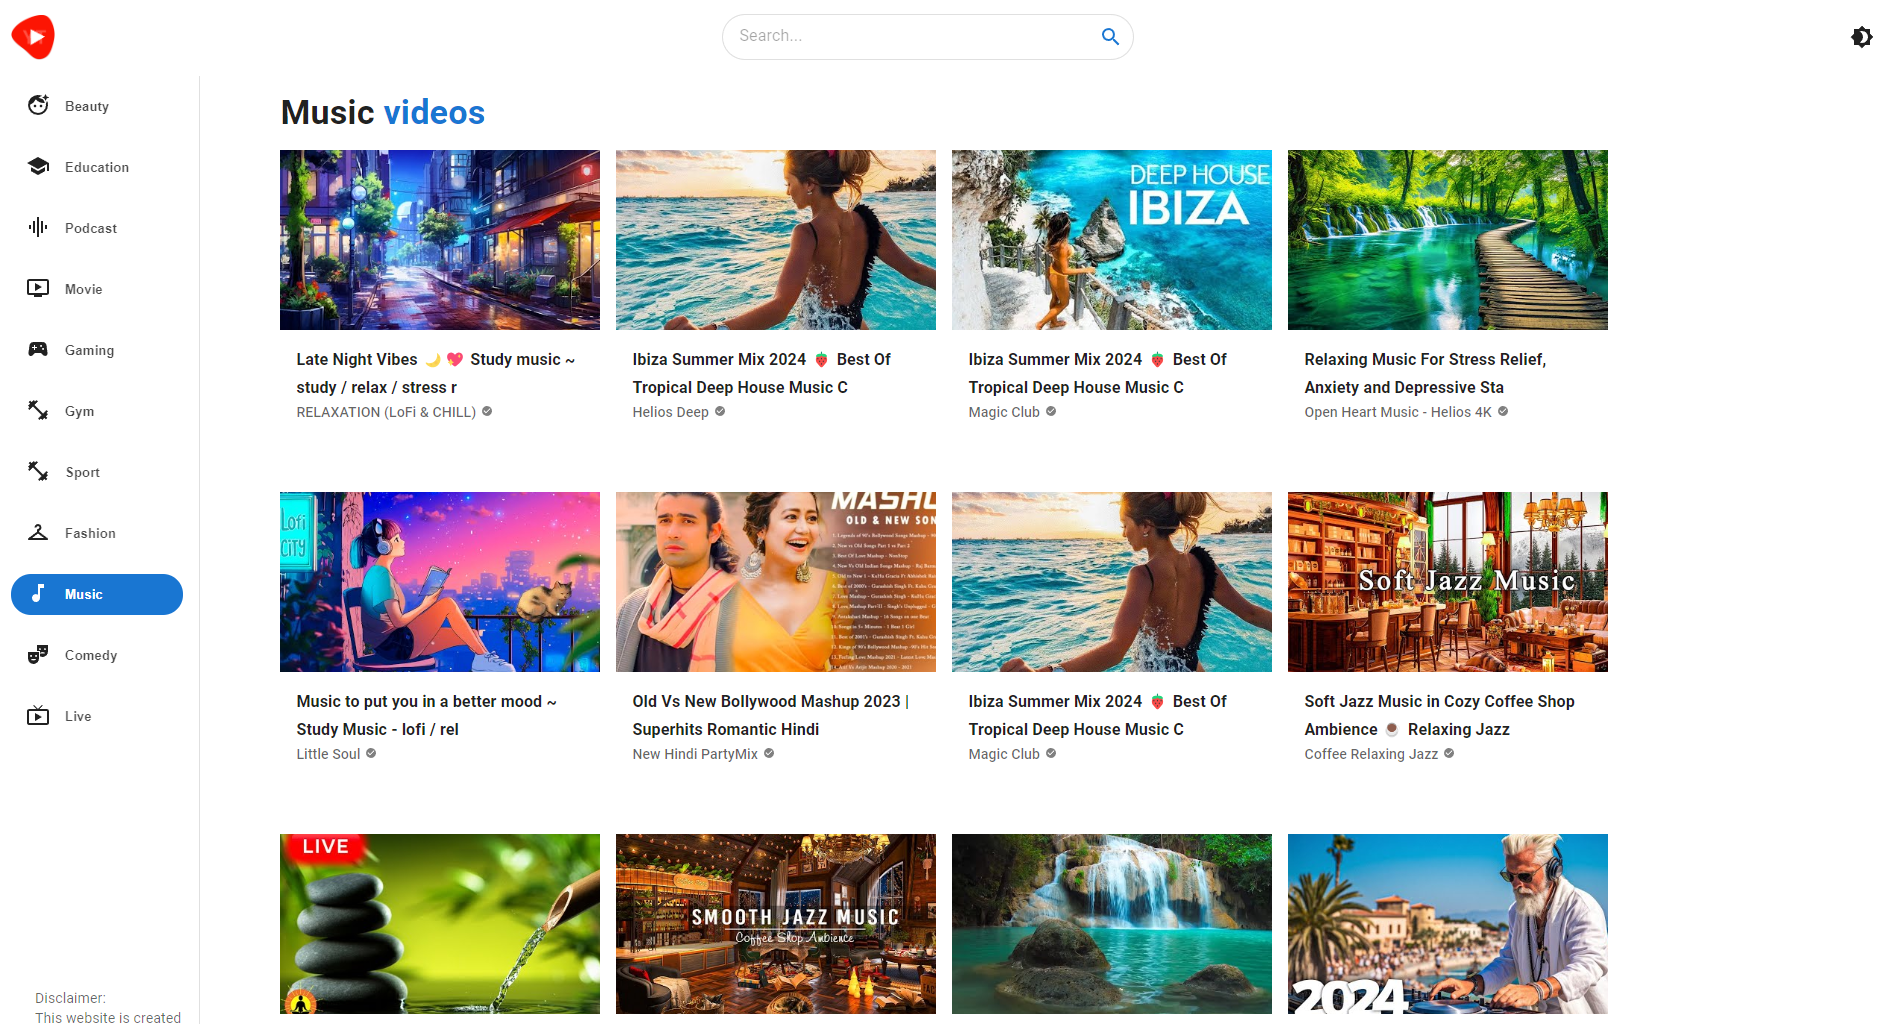 Search...
Beauty
Education
Podcast
Movie
Gaming
Gym
Sport
Fashion
Music
Comedy
Live
Disclaimer:
This website is created
Music videos
DEEP HOUSE
IBIZA
Late Night Vibes 🌙💖 Study music ~
study / relax / stress r
RELAXATION (LoFi & CHILL)
Ibiza Summer Mix 2024 🍓 Best Of
Tropical Deep House Music C
Helios Deep
Ibiza Summer Mix 2024 🍓 Best Of
Tropical Deep House Music C
Magic Club
Relaxing Music For Stress Relief,
Anxiety and Depressive Sta
Open Heart Music - Helios 4K
Lofi
CITY
MASHU
OLD & NEW SON
Soft Jazz Music
Music to put you in a better mood ~
Study Music - lofi / rel
Little Soul
Old Vs New Bollywood Mashup 2023 |
Superhits Romantic Hindi
New Hindi PartyMix
Ibiza Summer Mix 2024 🍓 Best Of
Tropical Deep House Music C
Magic Club
Soft Jazz Music in Cozy Coffee Shop
Ambience ☕ Relaxing Jazz
Coffee Relaxing Jazz
LIVE
SMOOTH JAZZ MUSIC
Coffee Shop Ambience
2024